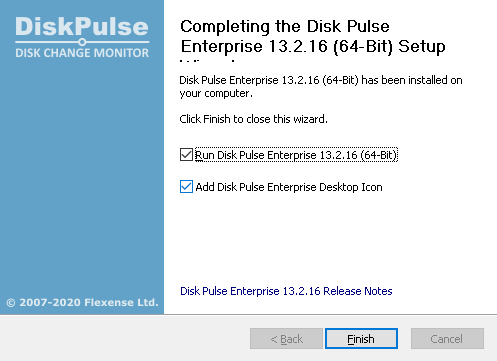 DiskPulse
DISK CHANGE MONITOR
Completing the Disk Pulse
Enterprise 13.2.16 (64-Bit) Setup
Disk Pulse Enterprise 13.2.16 (64-Bit) has been installed on
your computer.
Click Finish to close this wizard.
Run Disk Pulse Enterprise 13.2.16 (64-Bit)
Add Disk Pulse Enterprise Desktop Icon
Disk Pulse Enterprise 13.2.16 Release Notes
© 2007-2020 Flexense Ltd.
< Back
Finish
Cancel